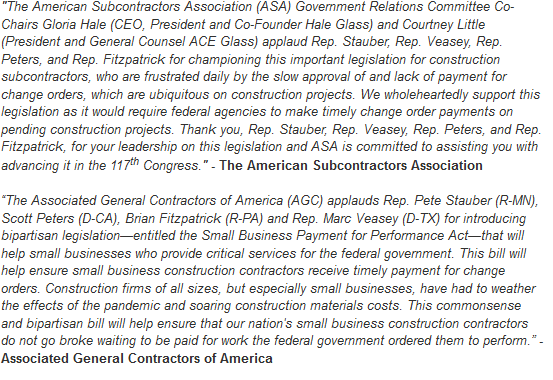 "The American Subcontractors Association (ASA) Government Relations Committee Co-
Chairs Gloria Hale (CEO, President and Co-Founder Hale Glass) and Courtney Little
(President and General Counsel ACE Glass) applaud Rep. Stauber, Rep. Veasey, Rep.
Peters, and Rep. Fitzpatrick for championing this important legislation for construction
subcontractors, who are frustrated daily by the slow approval of and lack of payment for
change orders, which are ubiquitous on construction projects. We wholeheartedly support this
legislation as it would require federal agencies to make timely change order payments on
pending construction projects. Thank you, Rep. Stauber, Rep. Veasey, Rep. Peters, and Rep.
Fitzpatrick, for your leadership on this legislation and ASA is committed to assisting you with
advancing it in the 117th Congress." - The American Subcontractors Association
“The Associated General Contractors of America (AGC) applauds Rep. Pete Stauber (R-MN),
Scott Peters (D-CA), Brian Fitzpatrick (R-PA) and Rep. Marc Veasey (D-TX) for introducing
bipartisan legislation—entitled the Small Business Payment for Performance Act—that will
help small businesses who provide critical services for the federal government. This bill will
help ensure small business construction contractors receive timely payment for change
orders. Construction firms of all sizes, but especially small businesses, have had to weather
the effects of the pandemic and soaring construction materials costs. This commonsense
and bipartisan bill will help ensure that our nation's small business construction contractors
do not go broke waiting to be paid for work the federal government ordered them to perform.” -
Associated General Contractors of America